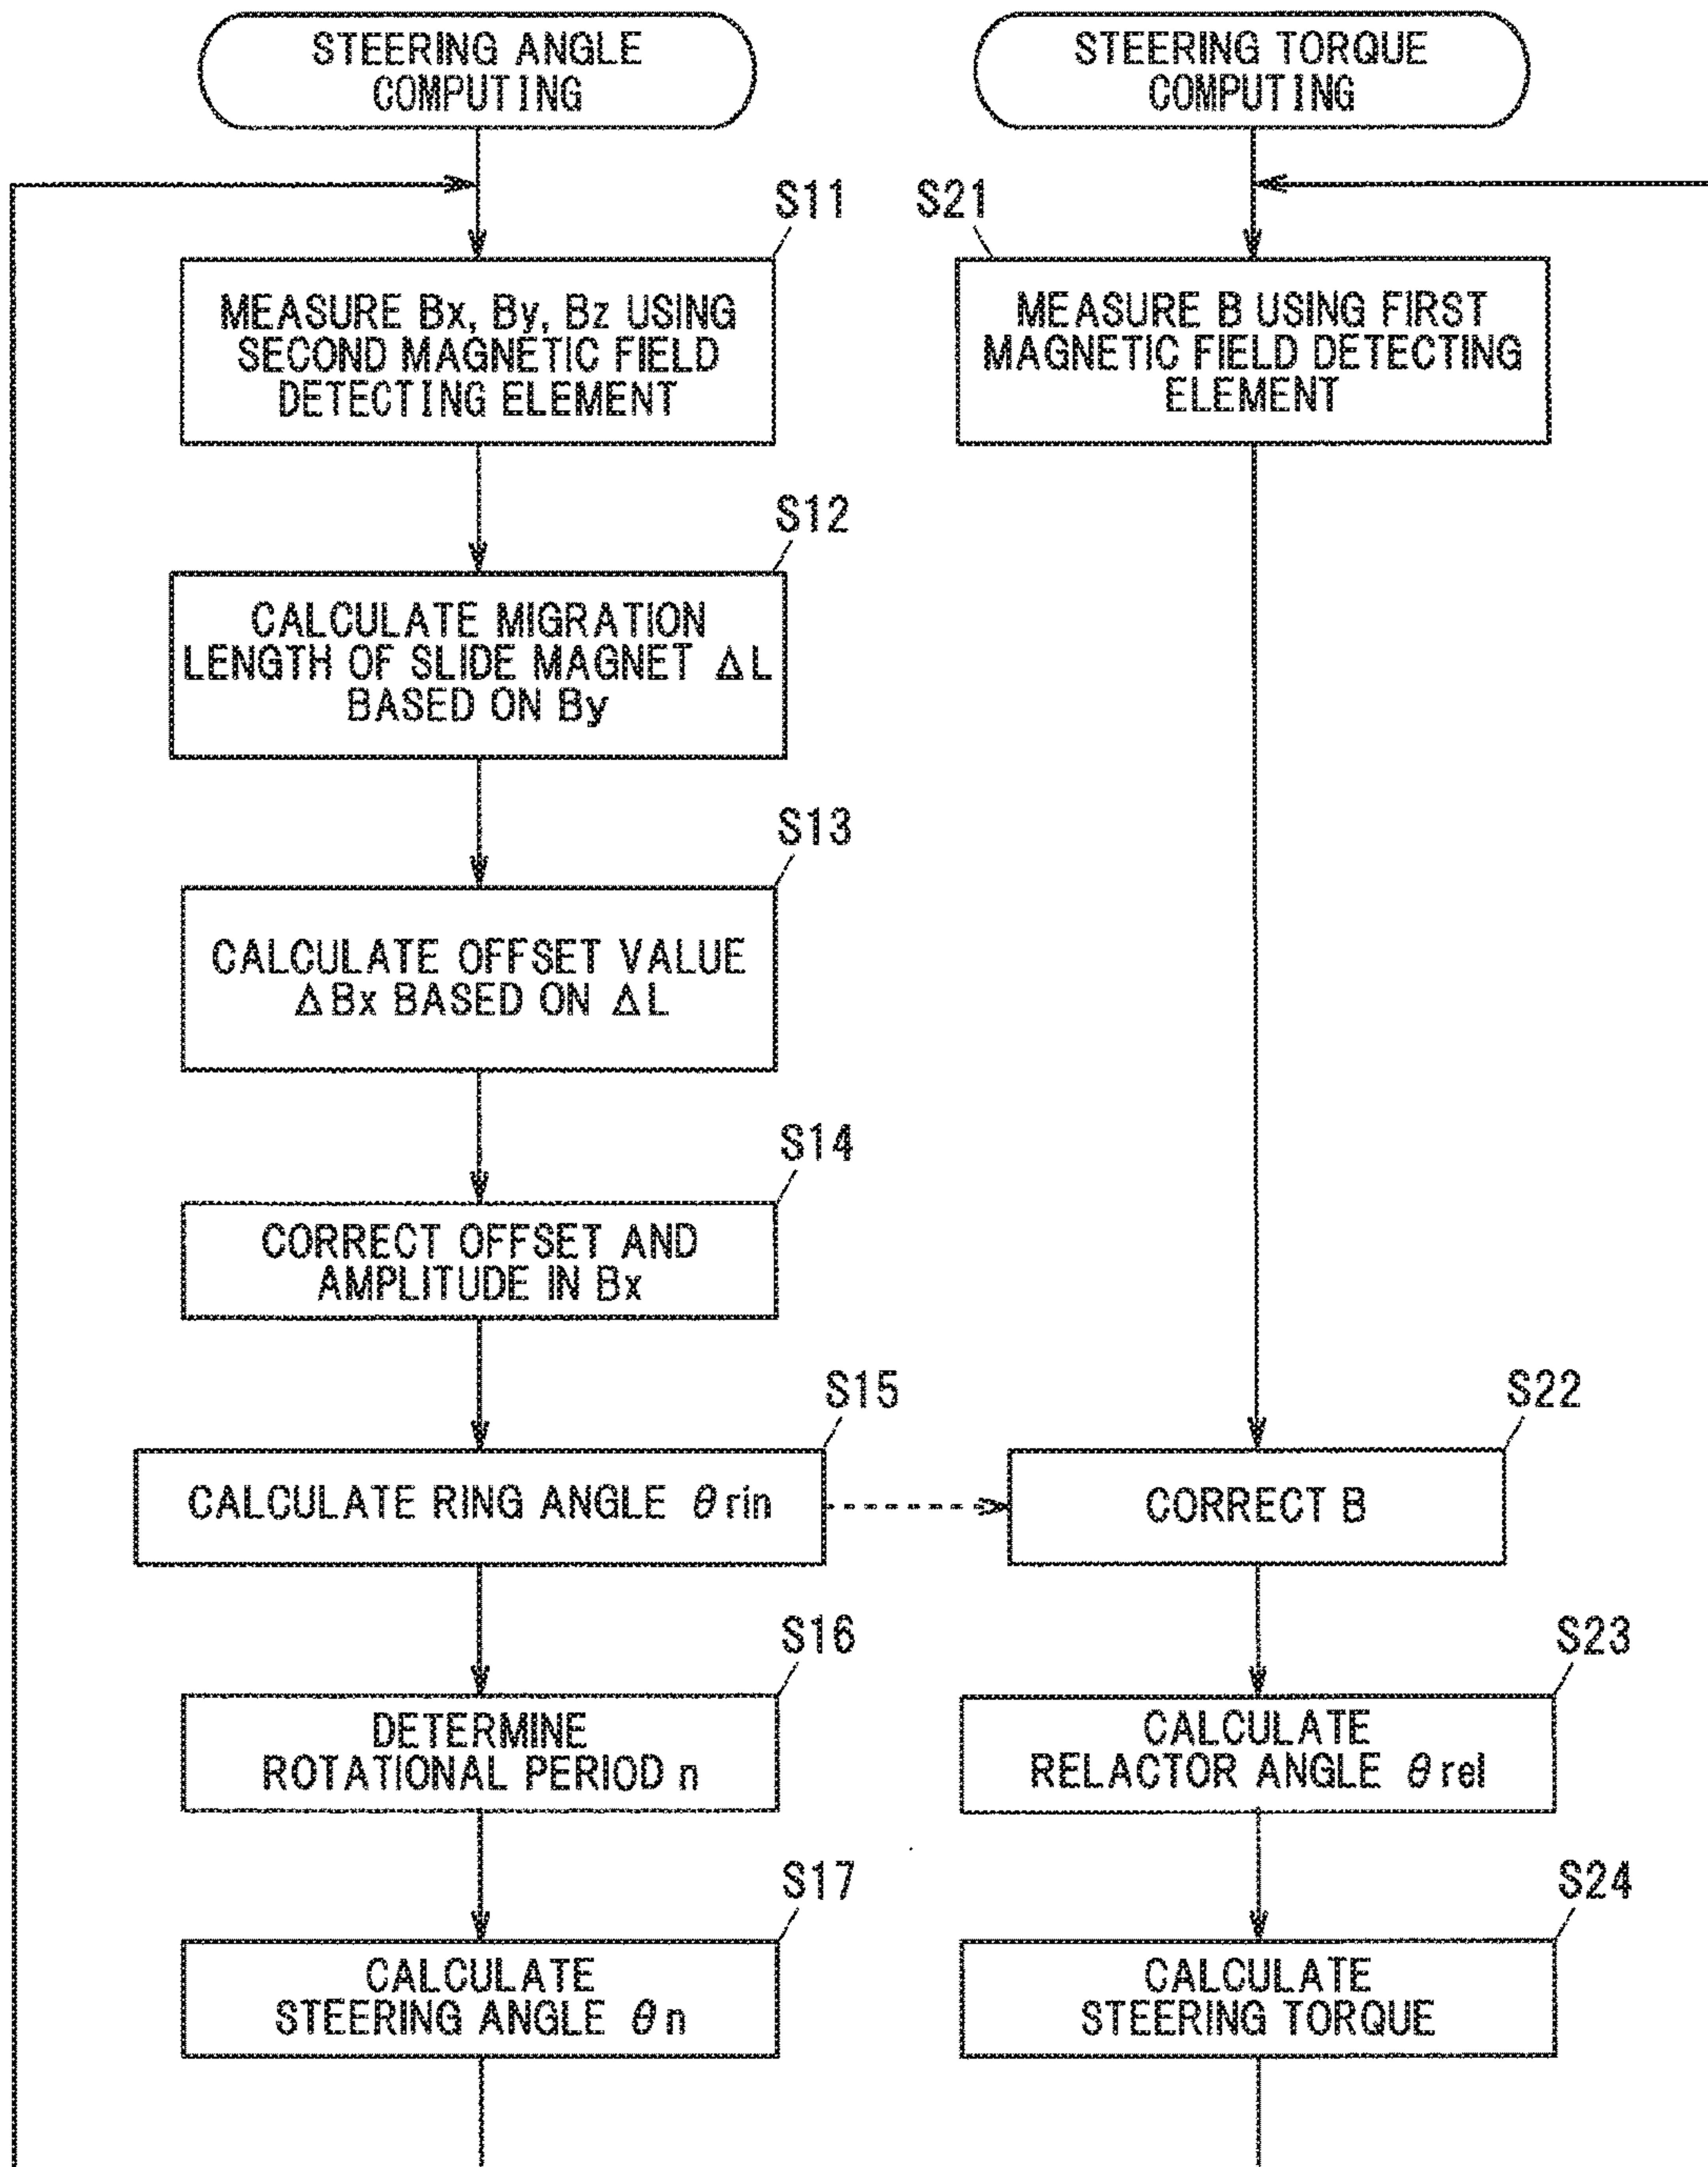 STEERING ANGLE
COMPUTING
S11
MEASURE Bx, By, Bz USING
SECOND MAGNETIC FIELD
DETECTING ELEMENT
S12
CALCULATE MIGRATION
LENGTH OF SLIDE MAGNET ΔL
BASED ON By
S13
CALCULATE OFFSET VALUE
ΔBx BASED ON ΔL
S14
CORRECT OFFSET AND
AMPLITUDE IN Bx
S15
CALCULATE RING ANGLE θrin
S16
DETERMINE
ROTATIONAL PERIOD n
S17
CALCULATE
STEERING ANGLE θn
STEERING TORQUE
COMPUTING
S21
MEASURE B USING FIRST
MAGNETIC FIELD DETECTING
ELEMENT
S22
CORRECT B
S23
CALCULATE
RELACTOR ANGLE θrel
S24
CALCULATE
STEERING TORQUE